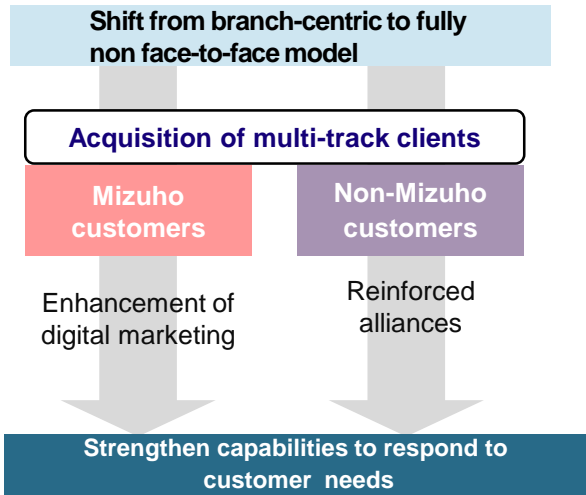 Shift from branch-centric to fully
non face-to-face model
Acquisition of multi-track clients
Mizuho
customers
Non-Mizuho
customers
Enhancement of
digital marketing
Reinforced
alliances
Strengthen capabilities to respond to
customer needs